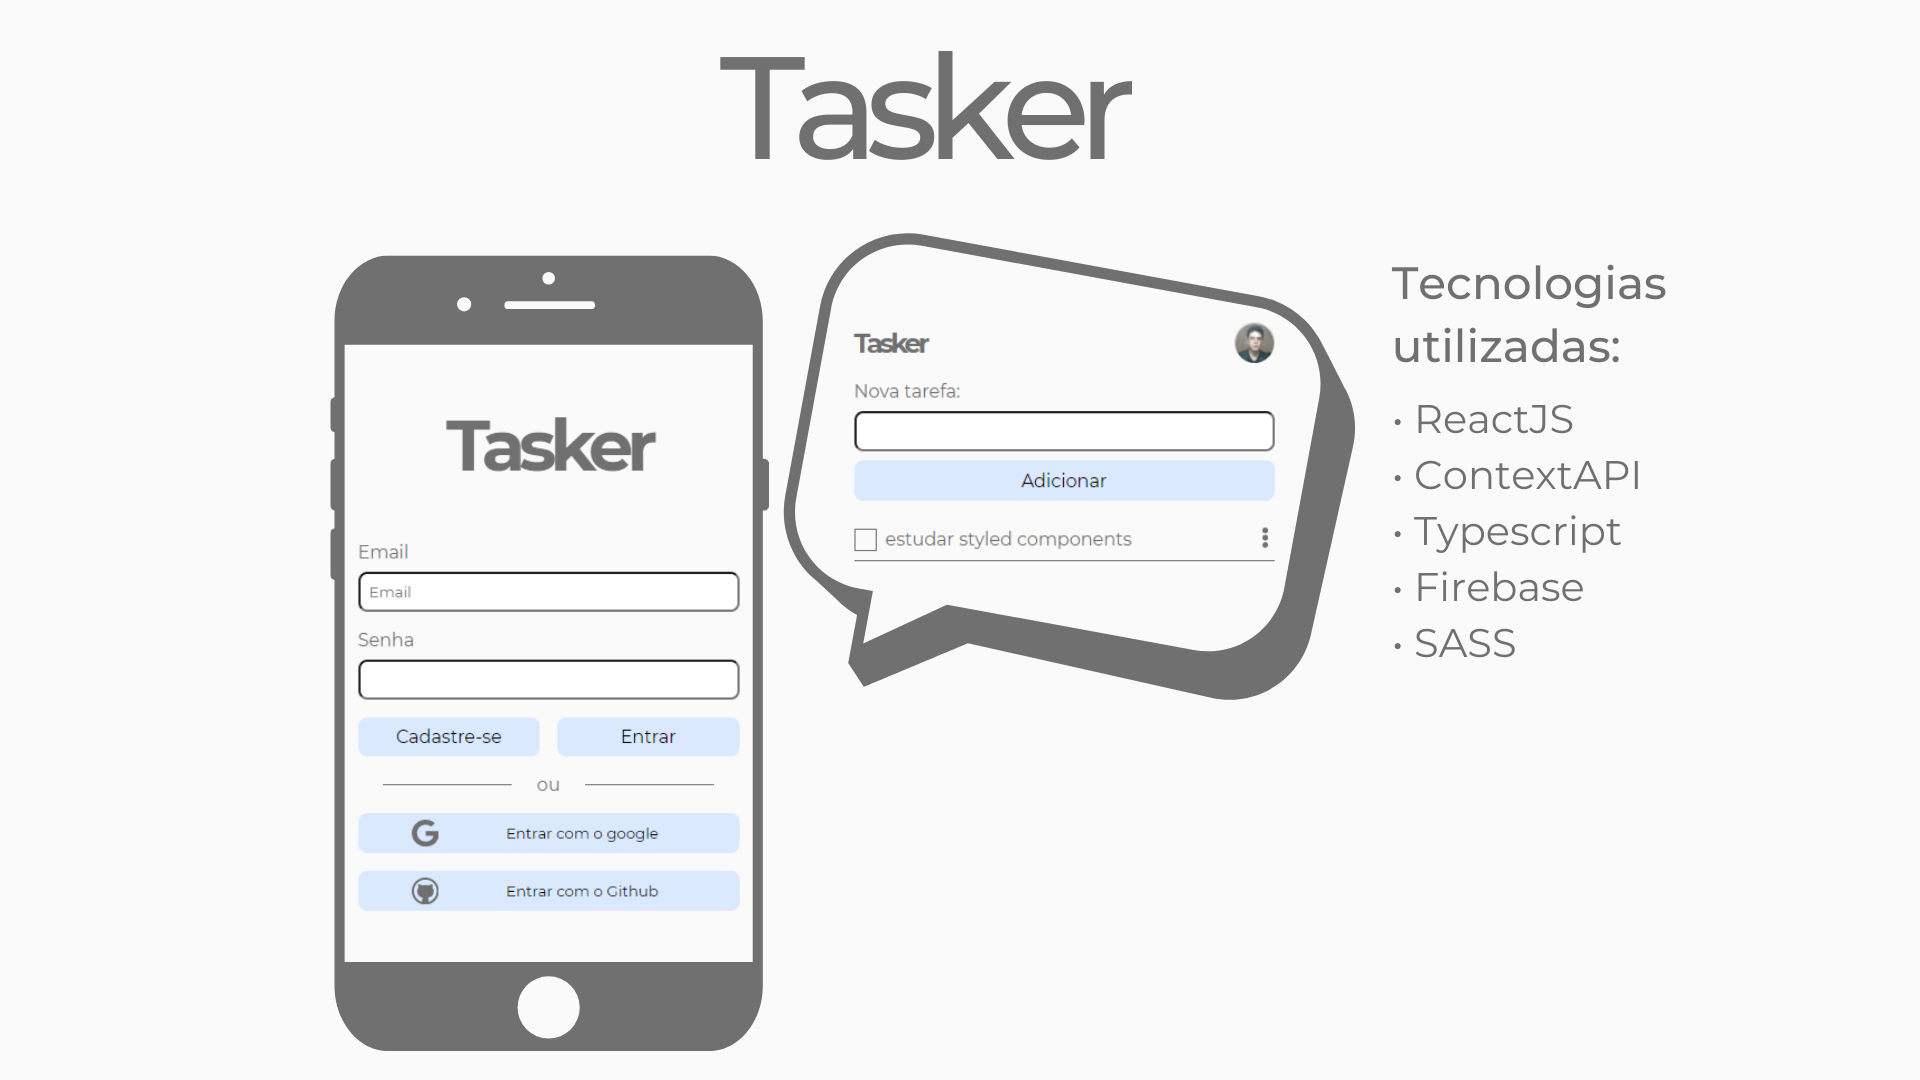 Tasker
Tasker
Email
Email
Senha
Cadastre-se
Entrar
ou
Entrar com o google
Entrar com o Github
Tasker
Nova tarefa:
Adicionar
estudar styled components
Tecnologias
utilizadas:
• ReactJS
• ContextAPI
• Typescript
• Firebase
• SASS